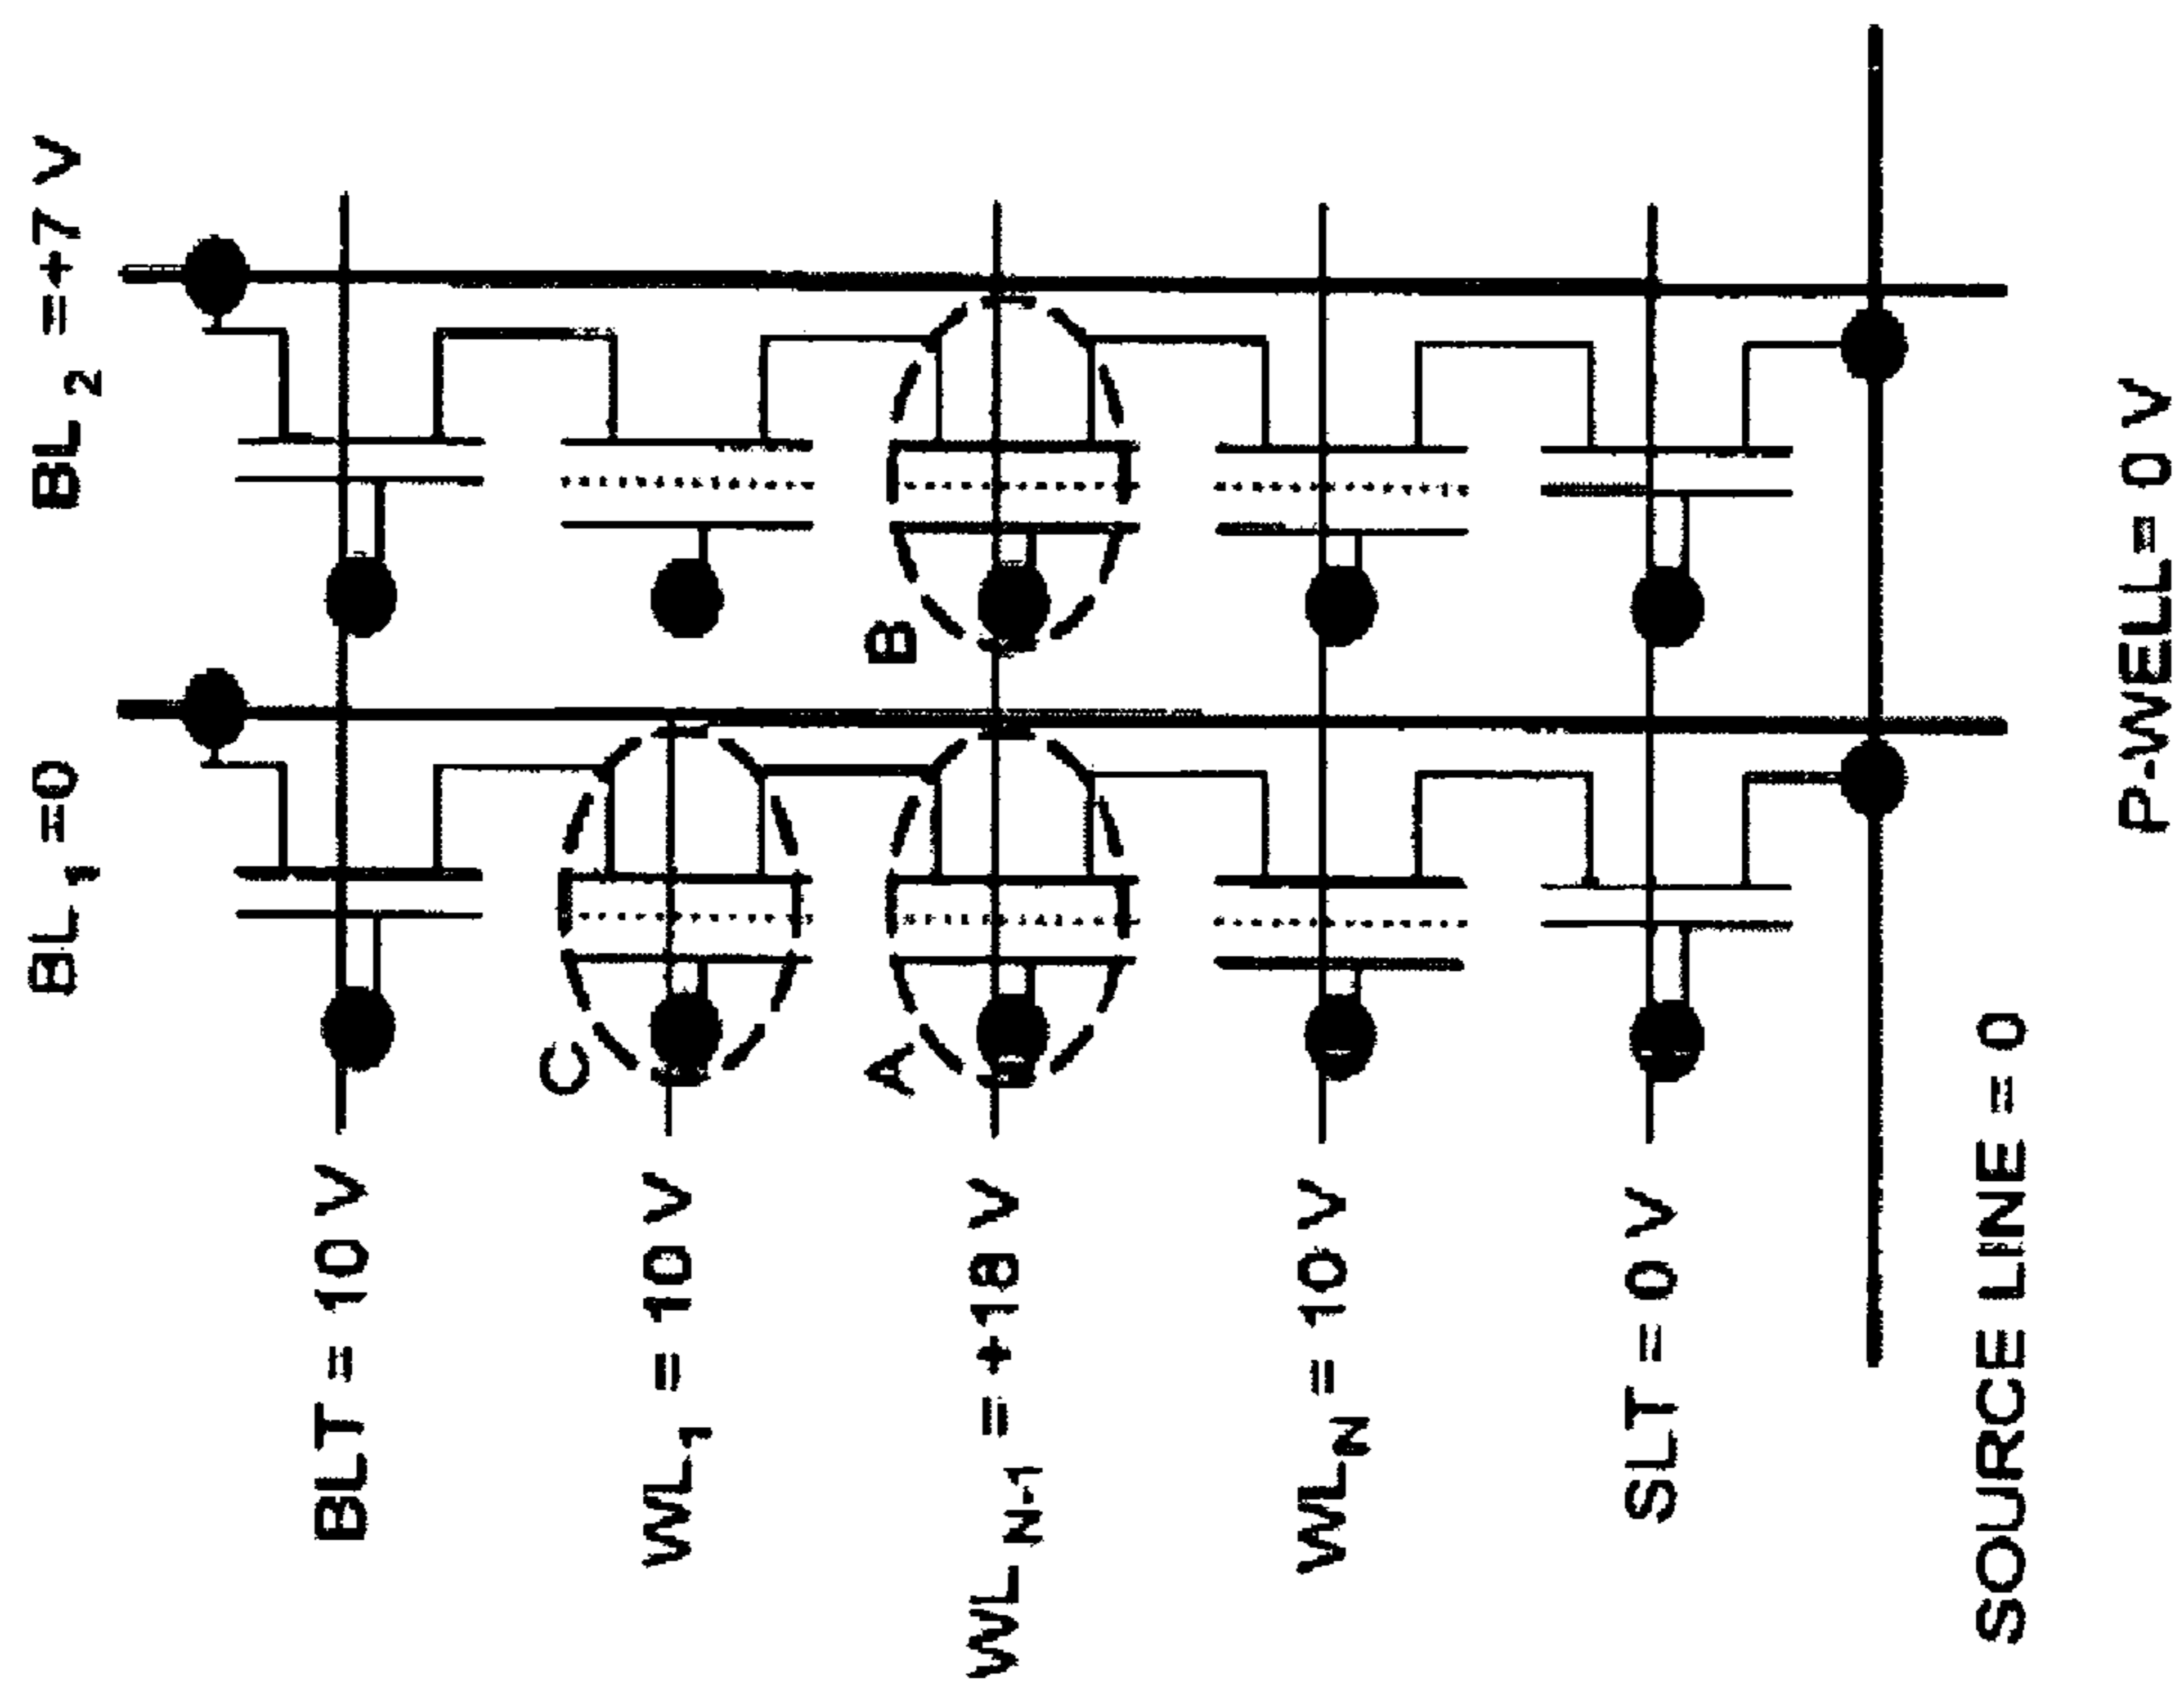 BL1 =0
BL2 =+7 V
BLT = 10 V
WL1 = 10 V
C
A
B
WLN-1 = +18 V
WLN = 10 V
SLT = 0 V
SOURCE LINE = 0
P-WELL= 0 V